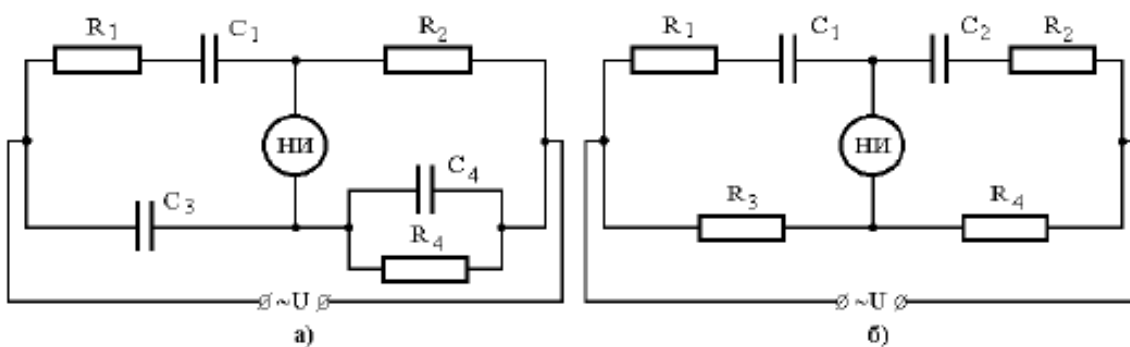 R1 C1 R2
НИ
C3 C4
R4
∅ ~U ∅
а)
R1 C1 C2 R2
НИ
R3 R4
∅ ~U ∅
б)